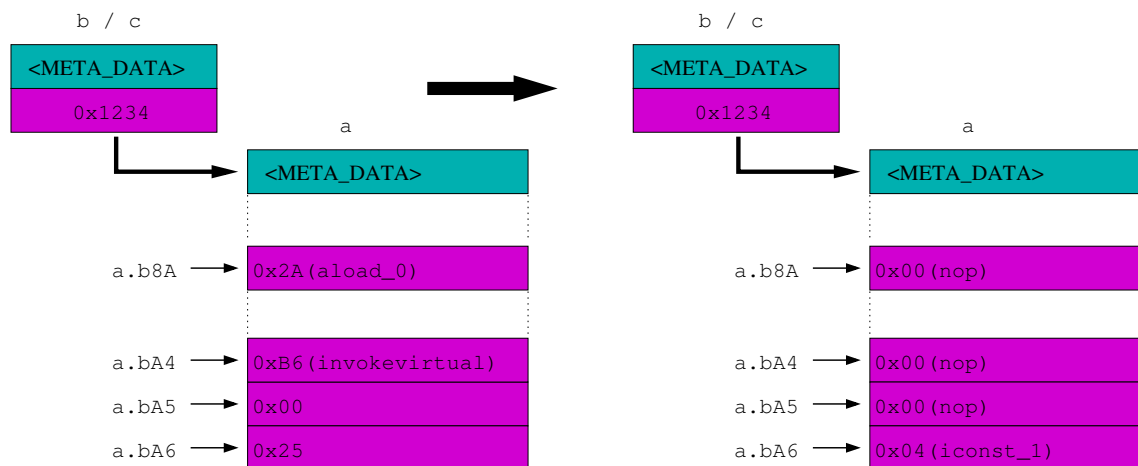 b / c
<META_DATA>
0x1234
a
<META_DATA>
a.b8A
0x2A(aload_0)
a.bA4
0xB6(invokevirtual)
a.bA5
0x00
a.bA6
0x25
b / c
<META_DATA>
0x1234
a
<META_DATA>
a.b8A
0x00(nop)
a.bA4
0x00(nop)
a.bA5
0x00(nop)
a.bA6
0x04(iconst_1)